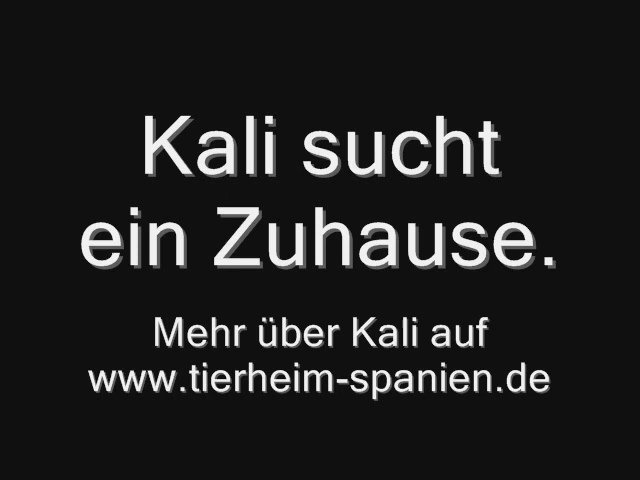 Kali sucht
ein Zuhause.
Mehr über Kali auf
www.tierheim-spanien.de